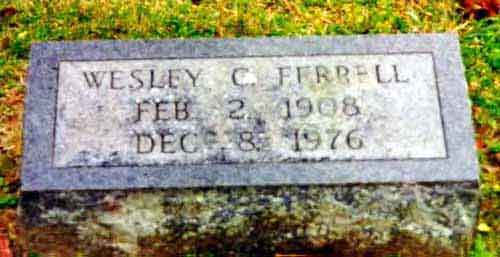 WESLEY C. FERRELL
FEB. 2, 1908
DEC. 8, 1976